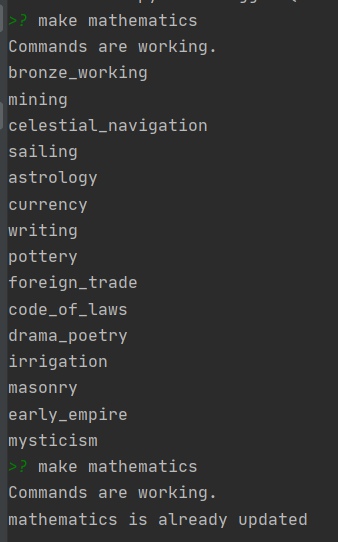 >? make mathematics
Commands are working.
bronze_working
mining
celestial_navigation
sailing
astrology
currency
writing
pottery
foreign_trade
code_of_laws
drama_poetry
irrigation
masonry
early_empire
mysticism
>? make mathematics
Commands are working.
mathematics is already updated